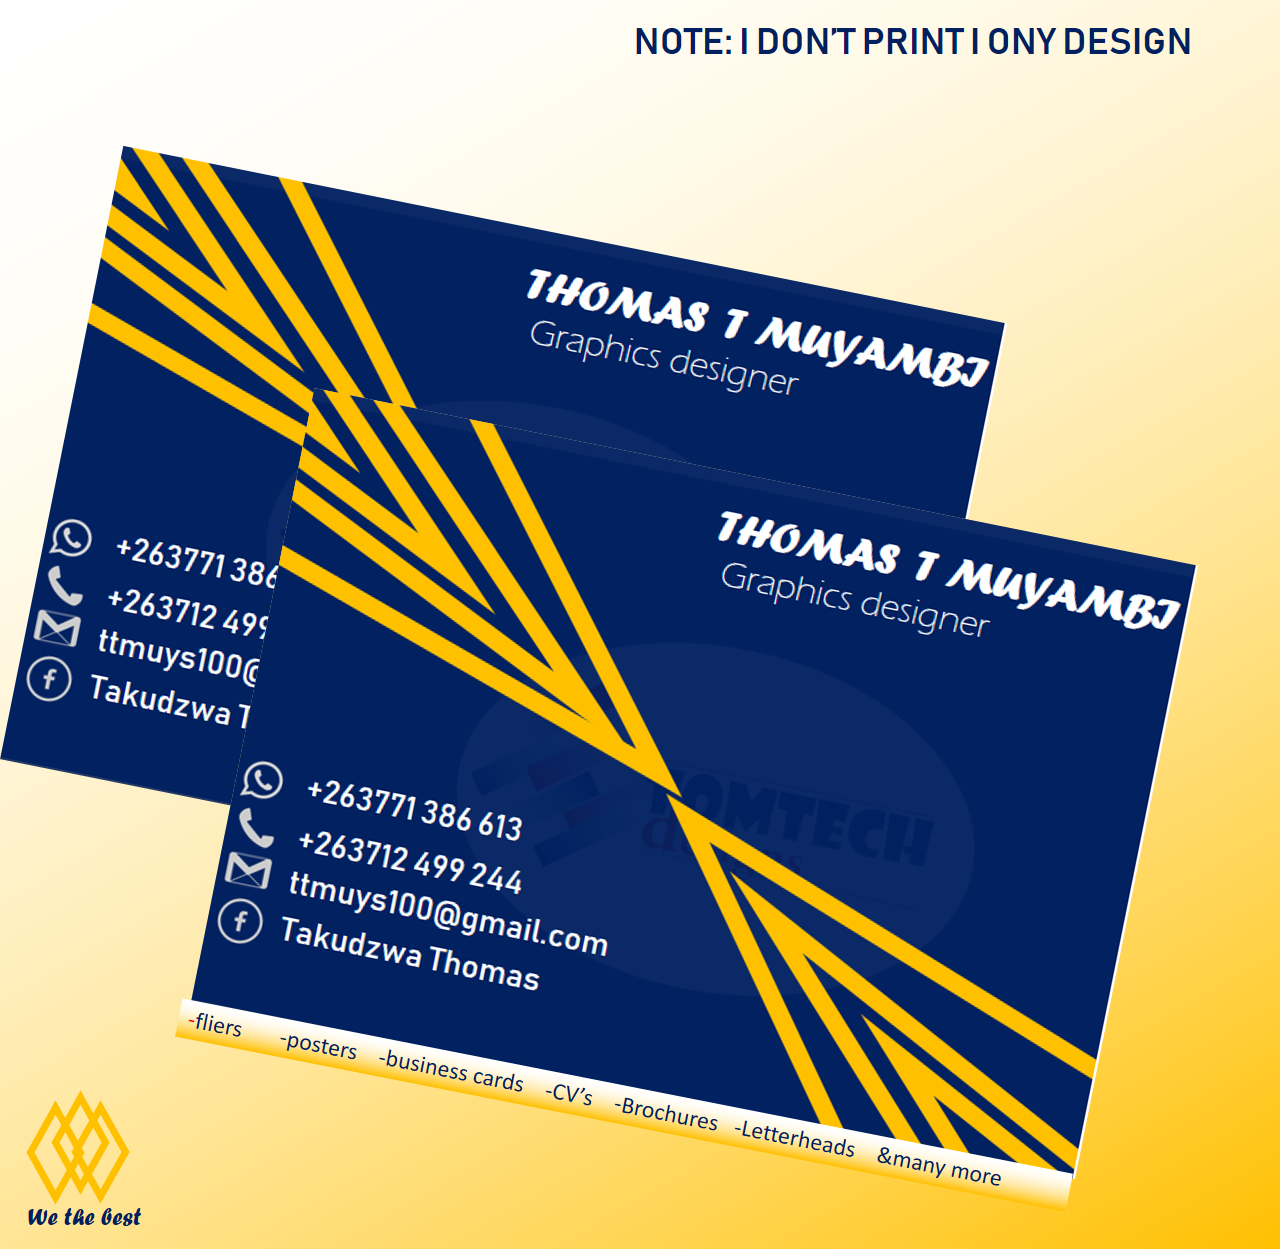 NOTE: I DON'T PRINT I ONY DESIGN
THOMAS T MUYAMBI
Graphics designer
+263771 386
+263712 499
ttmuys100@
Takudzwa T
THOMAS T MUYAMBI
Graphics designer
TOMTECH
+263771 386 613
+263712 499 244
ttmuys100@gmail.com
Takudzwa Thomas
-fliers -posters -business cards -CV's -Brochures -Letterheads &many more
We the best